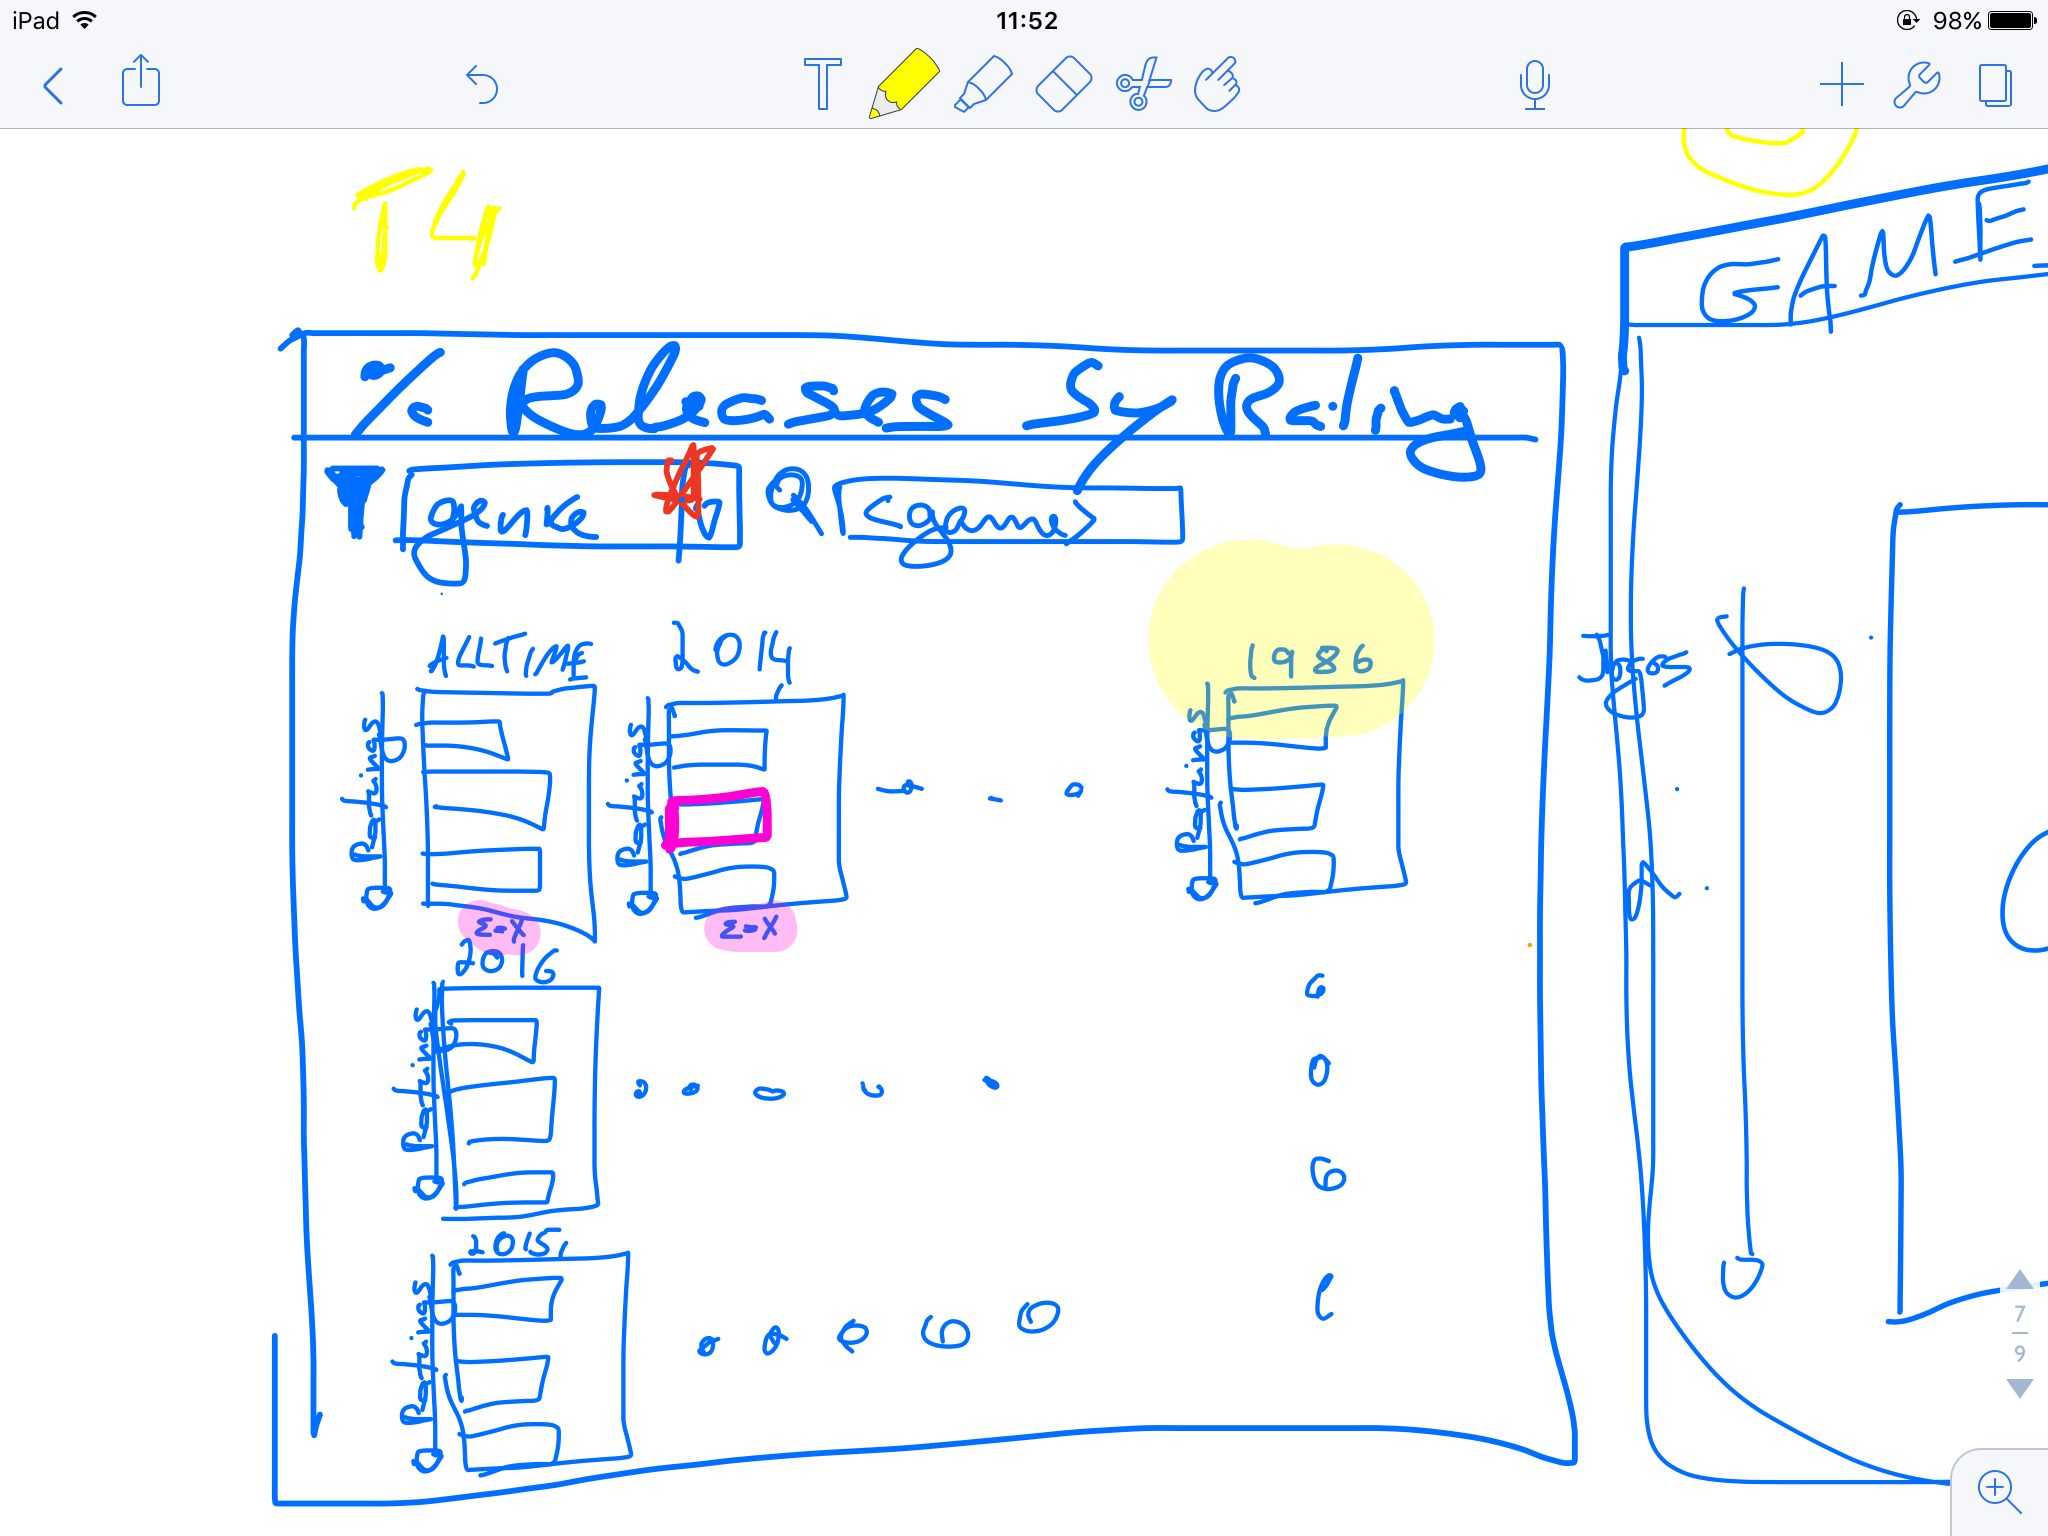 iPad 11:52 98%
T4
GAME
% Releases by Rating
genre <game>
ALLTIME 2014 1986
Ratings Ratings Ratings
Σ=X Σ=X
2016
Ratings
2015
Ratings
7
9